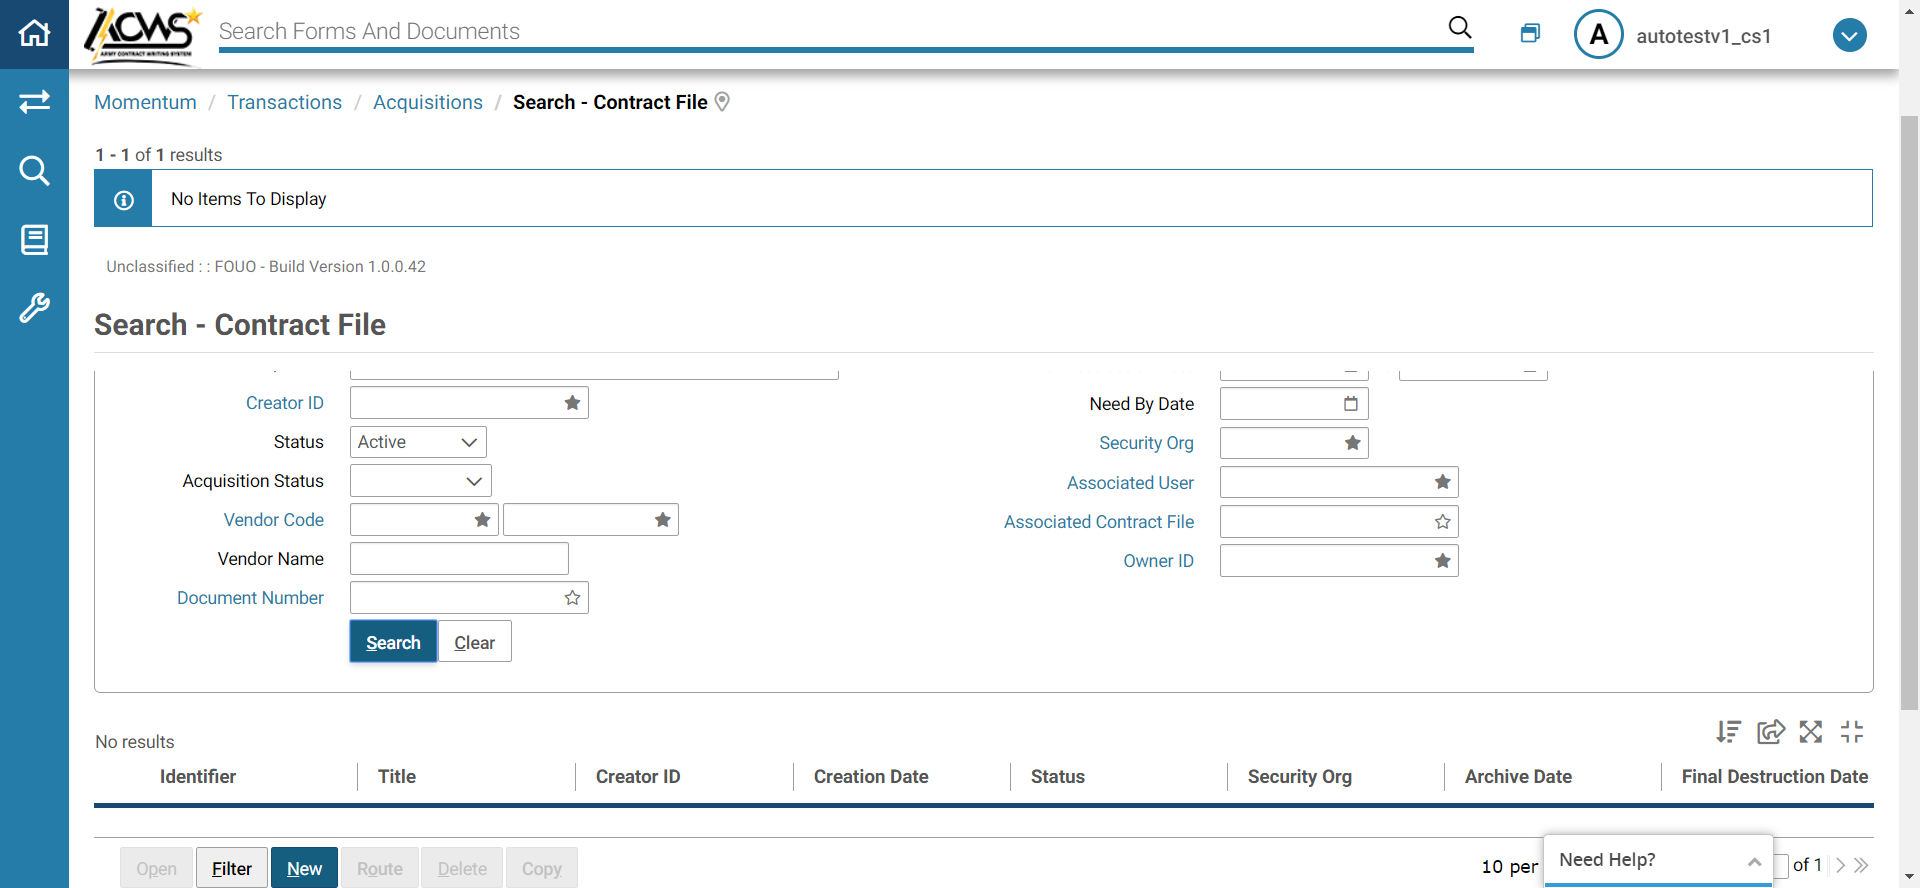 ACWS
ARMY CONTRACT WRITING SYSTEM
Search Forms And Documents
A
autotestv1_cs1
Momentum / Transactions / Acquisitions / Search - Contract File
1 - 1 of 1 results
No Items To Display
Unclassified : : FOUO - Build Version 1.0.0.42
Search - Contract File
Creator ID
Need By Date
Status
Active
Security Org
Acquisition Status
Associated User
Vendor Code
Associated Contract File
Vendor Name
Owner ID
Document Number
Search
Clear
No results
Identifier
Title
Creator ID
Creation Date
Status
Security Org
Archive Date
Final Destruction Date
Open
Filter
New
Route
Delete
Copy
10 per
Need Help?
of 1